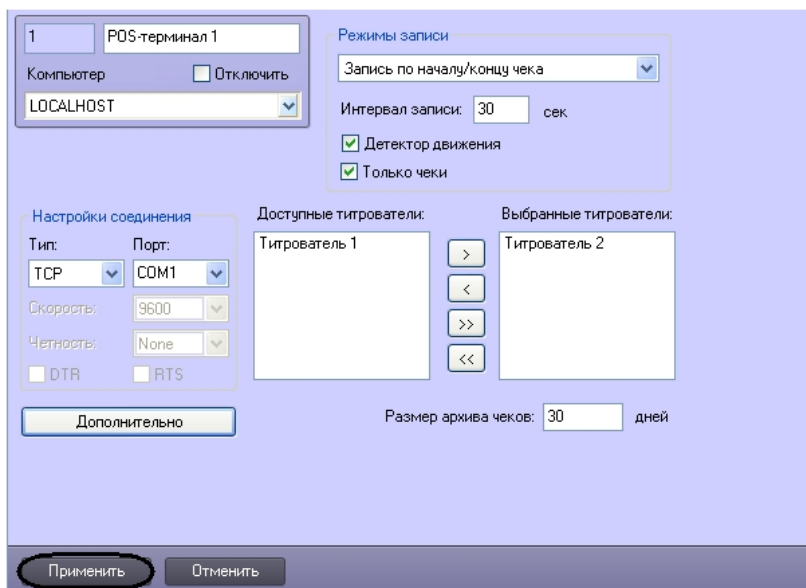 1 POS-терминал 1
Компьютер Отключить
LOCALHOST
Режимы записи
Запись по началу/концу чека
Интервал записи: 30 сек
Детектор движения
Только чеки
Настройки соединения
Тип: Порт:
TCP COM1
Скорость: 9600
Четность: None
DTR RTS
Дополнительно
Доступные титрователи:
Титрователь 1
>
<
>>
<<
Выбранные титрователи:
Титрователь 2
Размер архива чеков: 30 дней
Применить Отменить